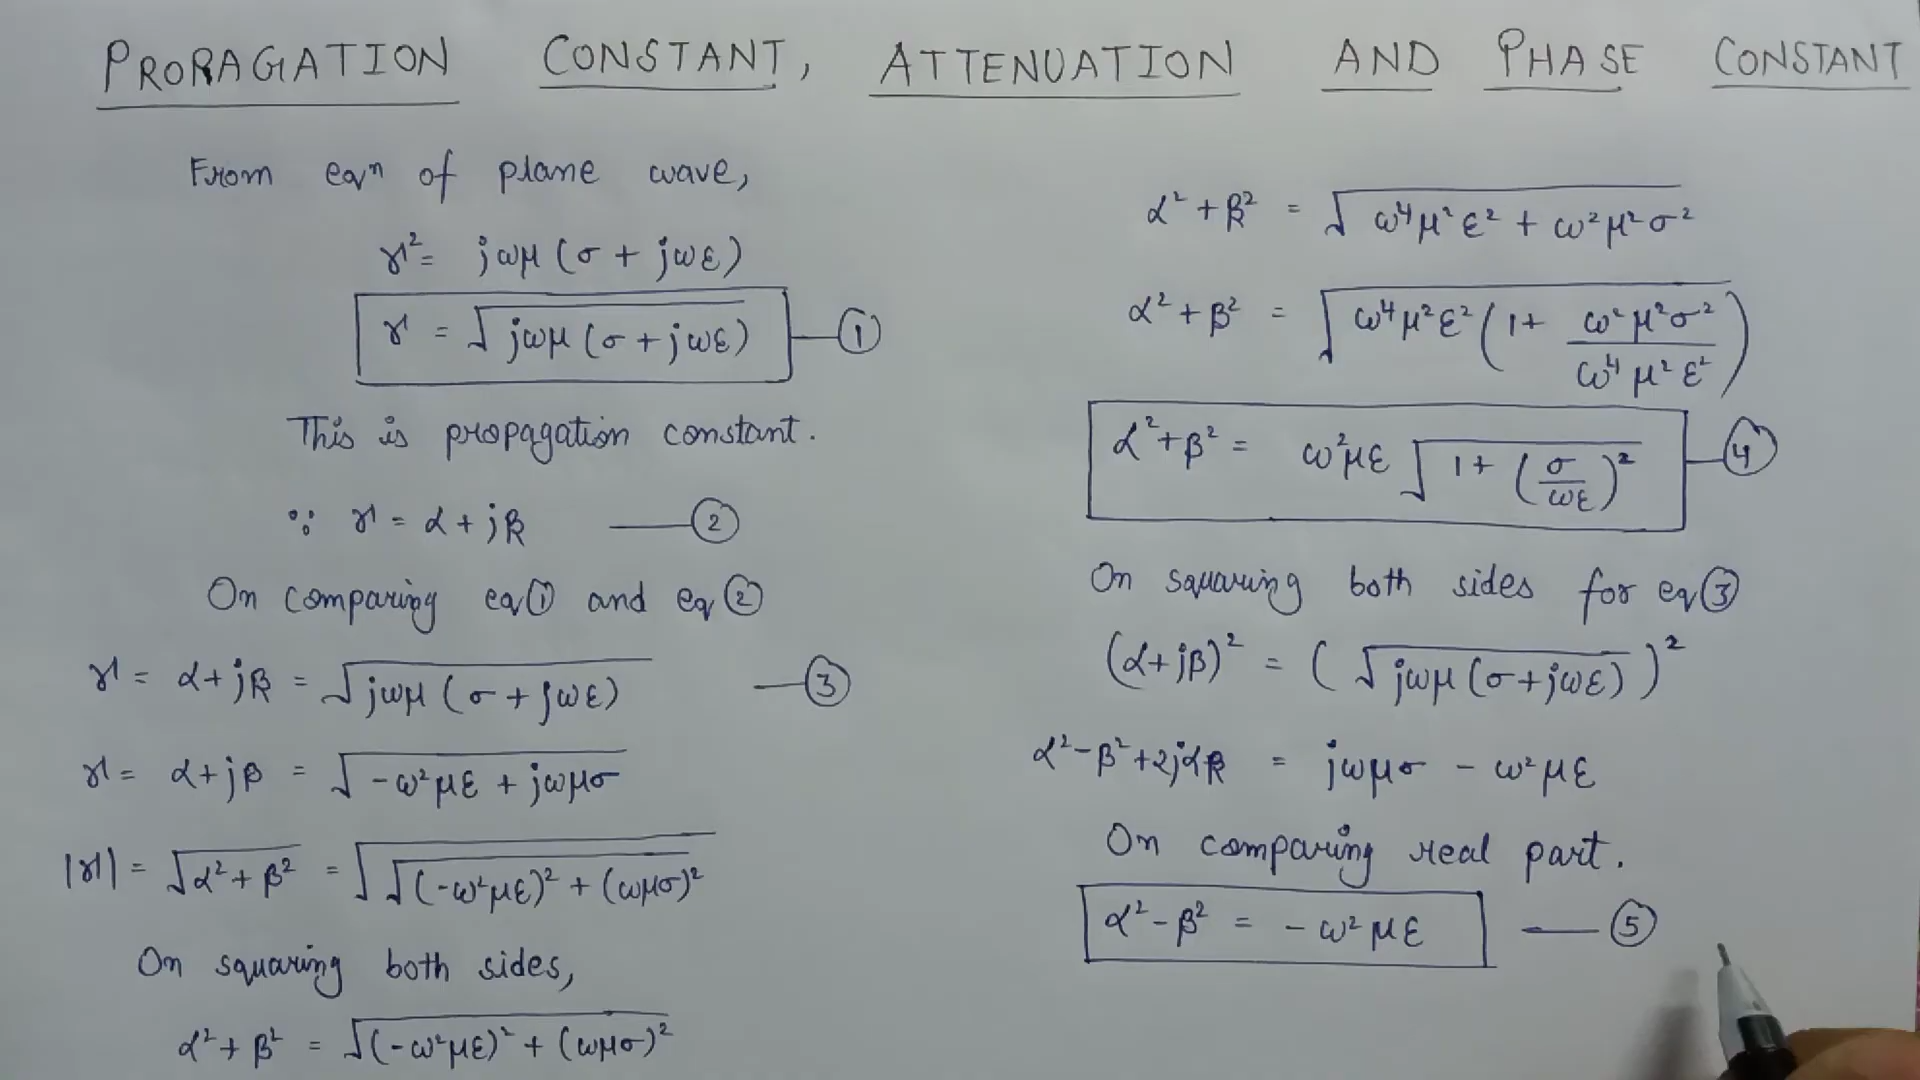 PROPAGATION CONSTANT, ATTENUATION AND PHASE CONSTANT
From eqⁿ of plane wave,
γ² = jωμ (σ + jωε)
γ = √(jωμ (σ + jωε)) —①
This is propagation constant.
∵ γ = α + jβ —②
On comparing eq① and eq②
γ = α + jβ = √(jωμ (σ + jωε)) —③
γ = α + jβ = √(-ω²με + jωμσ)
|γ| = √(α² + β²) = √(√((-ω²με)² + (ωμσ)²))
On squaring both sides,
α² + β² = √((-ω²με)² + (ωμσ)²)
α² + β² = √(ω⁴μ²ε² + ω²μ²σ²)
α² + β² = √(ω⁴μ²ε² (1 + ω²μ²σ² / ω⁴μ²ε²))
α² + β² = ω²με √(1 + (σ/ωε)²) —④
On squaring both sides for eq③
(α + jβ)² = (√(jωμ (σ + jωε)))²
α² - β² + 2jαβ = jωμσ - ω²με
On comparing real part.
α² - β² = - ω²με —⑤